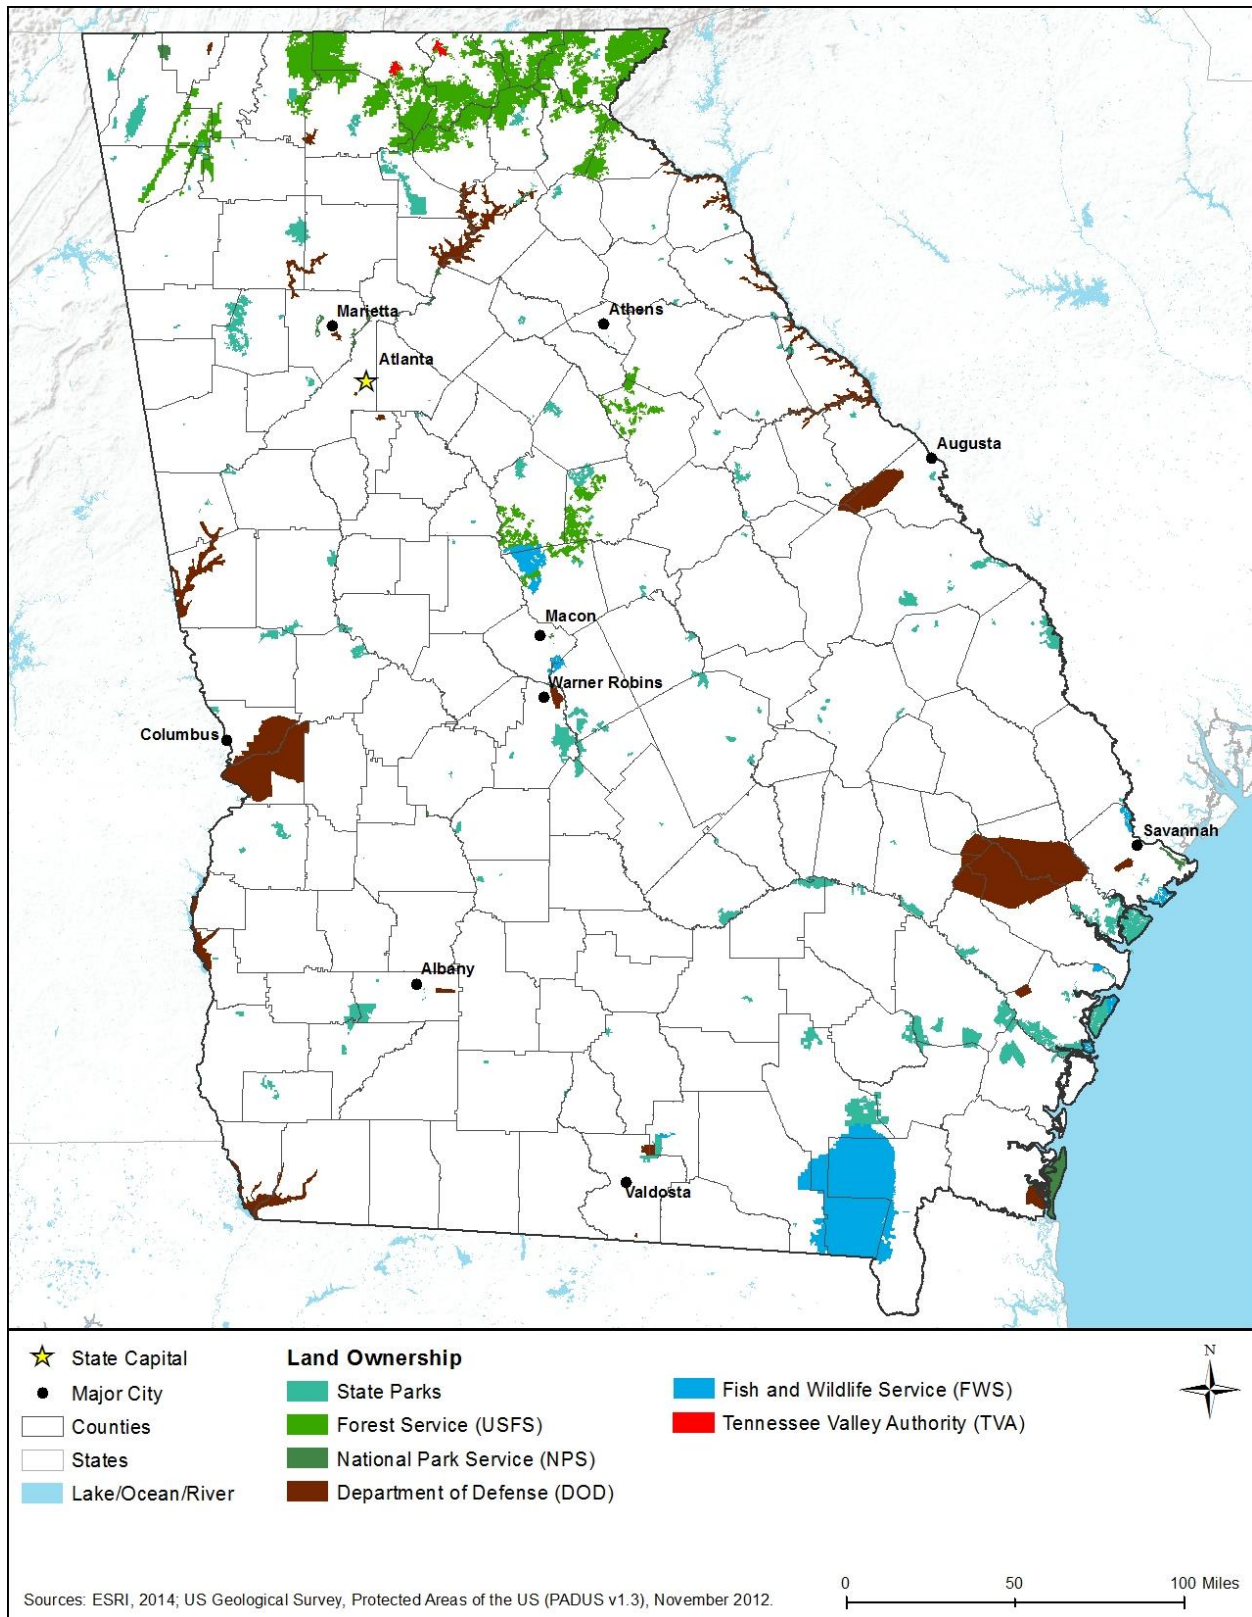 Marietta
Athens
Atlanta
Augusta
Macon
Warner Robins
Columbus
Savannah
Albany
Valdosta
State Capital
Major City
Counties
States
Lake/Ocean/River
Land Ownership
State Parks
Forest Service (USFS)
National Park Service (NPS)
Department of Defense (DOD)
Fish and Wildlife Service (FWS)
Tennessee Valley Authority (TVA)
N
0 50 100 Miles
Sources: ESRI, 2014; US Geological Survey, Protected Areas of the US (PADUS v1.3), November 2012.